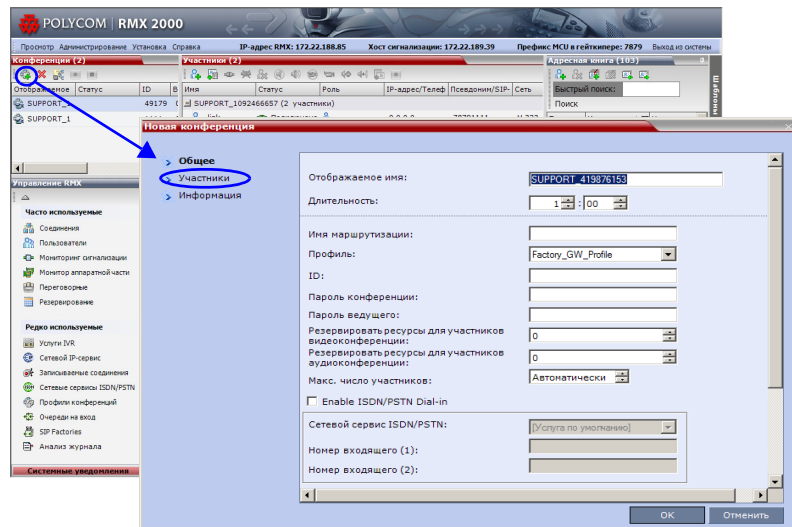 POLYCOM | RMX 2000
Просмотр Администрирование Установка Справка IP-адрес RMX: 172.22.188.85 Хост сигнализации: 172.22.189.39 Префикс MCU в гейткипере: 7879 Выход из системы
Конференции (2)
Участники (2)
Адресная книга (103)
Быстрый поиск:
Отображаемое Статус ID В
Имя Статус Роль IP-адрес/Телеф Псевдоним/SIP- Сеть
Поиск
SUPPORT_1 49179
SUPPORT_1092466657 (2 участники)
SUPPORT_1
Новая конференция
Общее
Участники
Информация
Отображаемое имя: SUPPORT_419876153
Длительность: 1 : 00
Имя маршрутизации:
Профиль: Factory_GW_Profile
ID:
Пароль конференции:
Пароль ведущего:
Резервировать ресурсы для участников
видеоконференции: 0
Резервировать ресурсы для участников
аудиоконференции: 0
Макс. число участников: Автоматически
Enable ISDN/PSTN Dial-in
Сетевой сервис ISDN/PSTN: [Услуга по умолчанию]
Номер входящего (1):
Номер входящего (2):
OK Отменить
Управление RMX
Часто используемые
Соединения
Пользователи
Мониторинг сигнализации
Монитор аппаратной части
Переговорные
Резервирование
Редко используемые
Услуги IVR
Сетевой IP-сервис
Записываемые соединения
Сетевые сервисы ISDN/PSTN
Профили конференций
Очереди на вход
SIP Factories
Анализ журнала
Системные уведомления